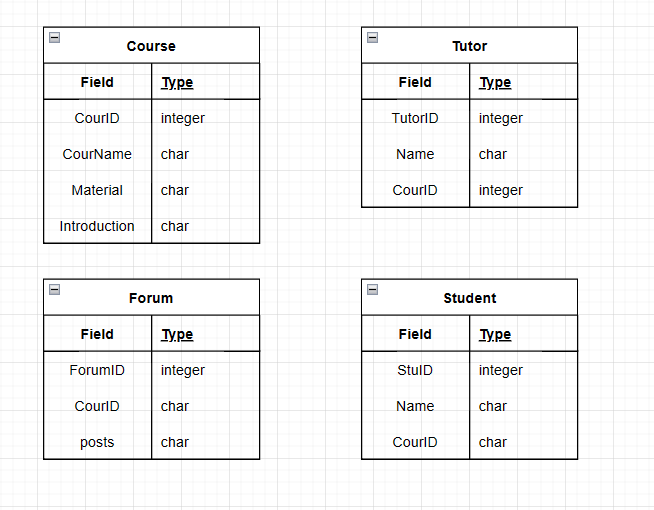 Course
Field Type
CourID integer
CourName char
Material char
Introduction char
Tutor
Field Type
TutorID integer
Name char
CourID integer
Forum
Field Type
ForumID integer
CourID char
posts char
Student
Field Type
StuID integer
Name char
CourID char